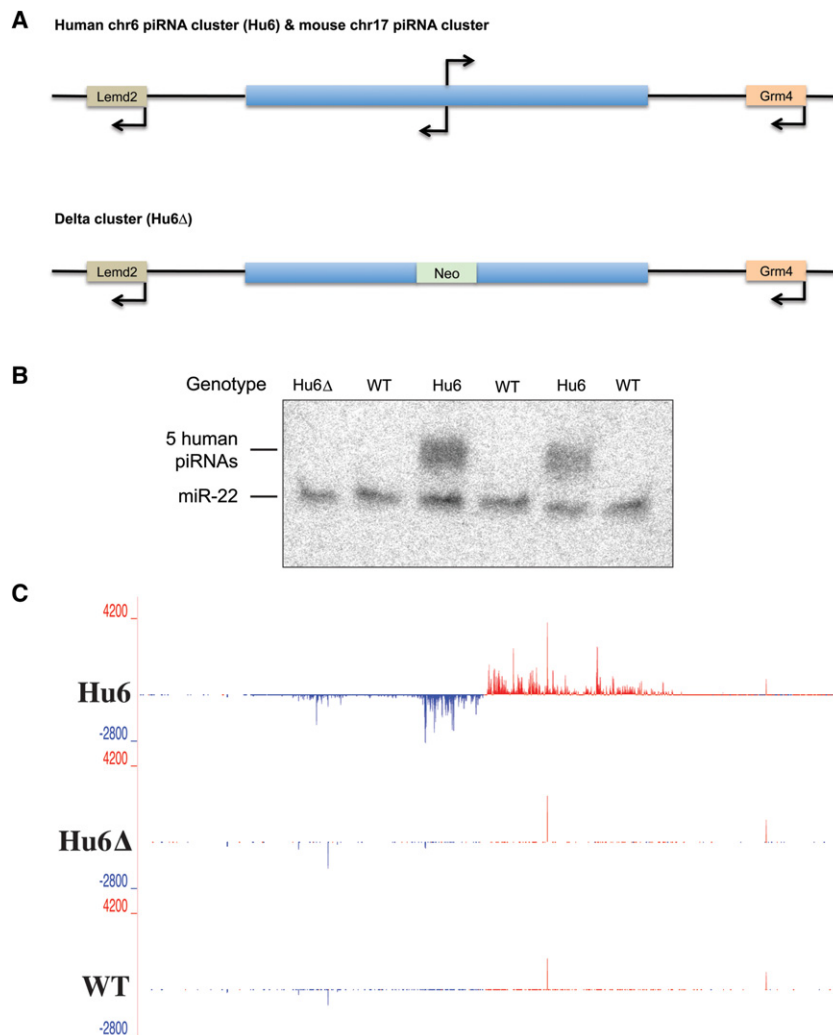 A
Human chr6 piRNA cluster (Hu6) & mouse chr17 piRNA cluster
Lemd2
Grm4
Delta cluster (Hu6Δ)
Lemd2
Neo
Grm4
B
Genotype Hu6Δ WT Hu6 WT Hu6 WT
5 human
piRNAs
miR-22
C
4200
Hu6
-2800
4200
Hu6Δ
-2800
4200
WT
-2800